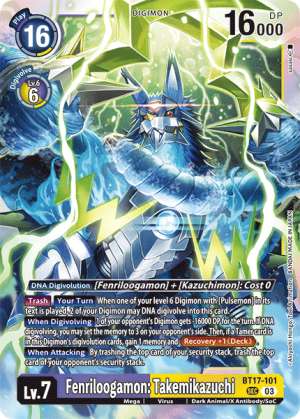 Play
16
DIGIMON
16000
DP
Digivolve
Lv.6
6
DNA Digivolution [Fenriloogamon] + [Kazuchimon]: Cost 0
Trash Your Turn When one of your level 6 Digimon with [Pulsemon] in its
text is played, 2 of your Digimon may DNA digivolve into this card.
When Digivolving 1 of your opponent's Digimon gets -16000 DP for the turn. If DNA
digivolving, you may set the memory to 3 on your opponent's side. Then, if a Tamer card is in
this Digimon's digivolution cards, gain 1 memory and Recovery +1 (Deck)
When Attacking By trashing the top card of your security stack, trash the top
card of your opponent's security stack.
Lv.7
Fenriloogamon: Takemikazuchi
BT17-101
SEC
03
Mega
Virus
Dark Animal/X Antibody/SoC